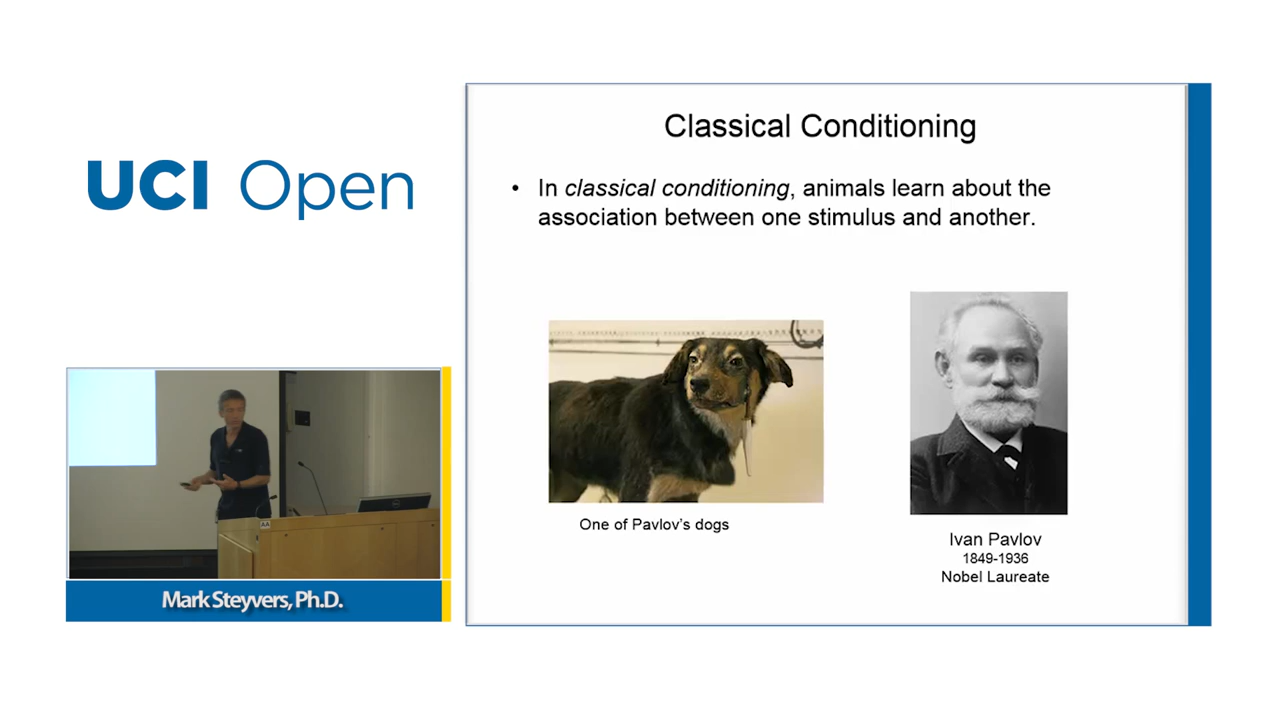 UCI Open
Classical Conditioning
• In classical conditioning, animals learn about the
association between one stimulus and another.
One of Pavlov's dogs
Ivan Pavlov
1849-1936
Nobel Laureate
AA
Mark Steyvers, Ph.D.